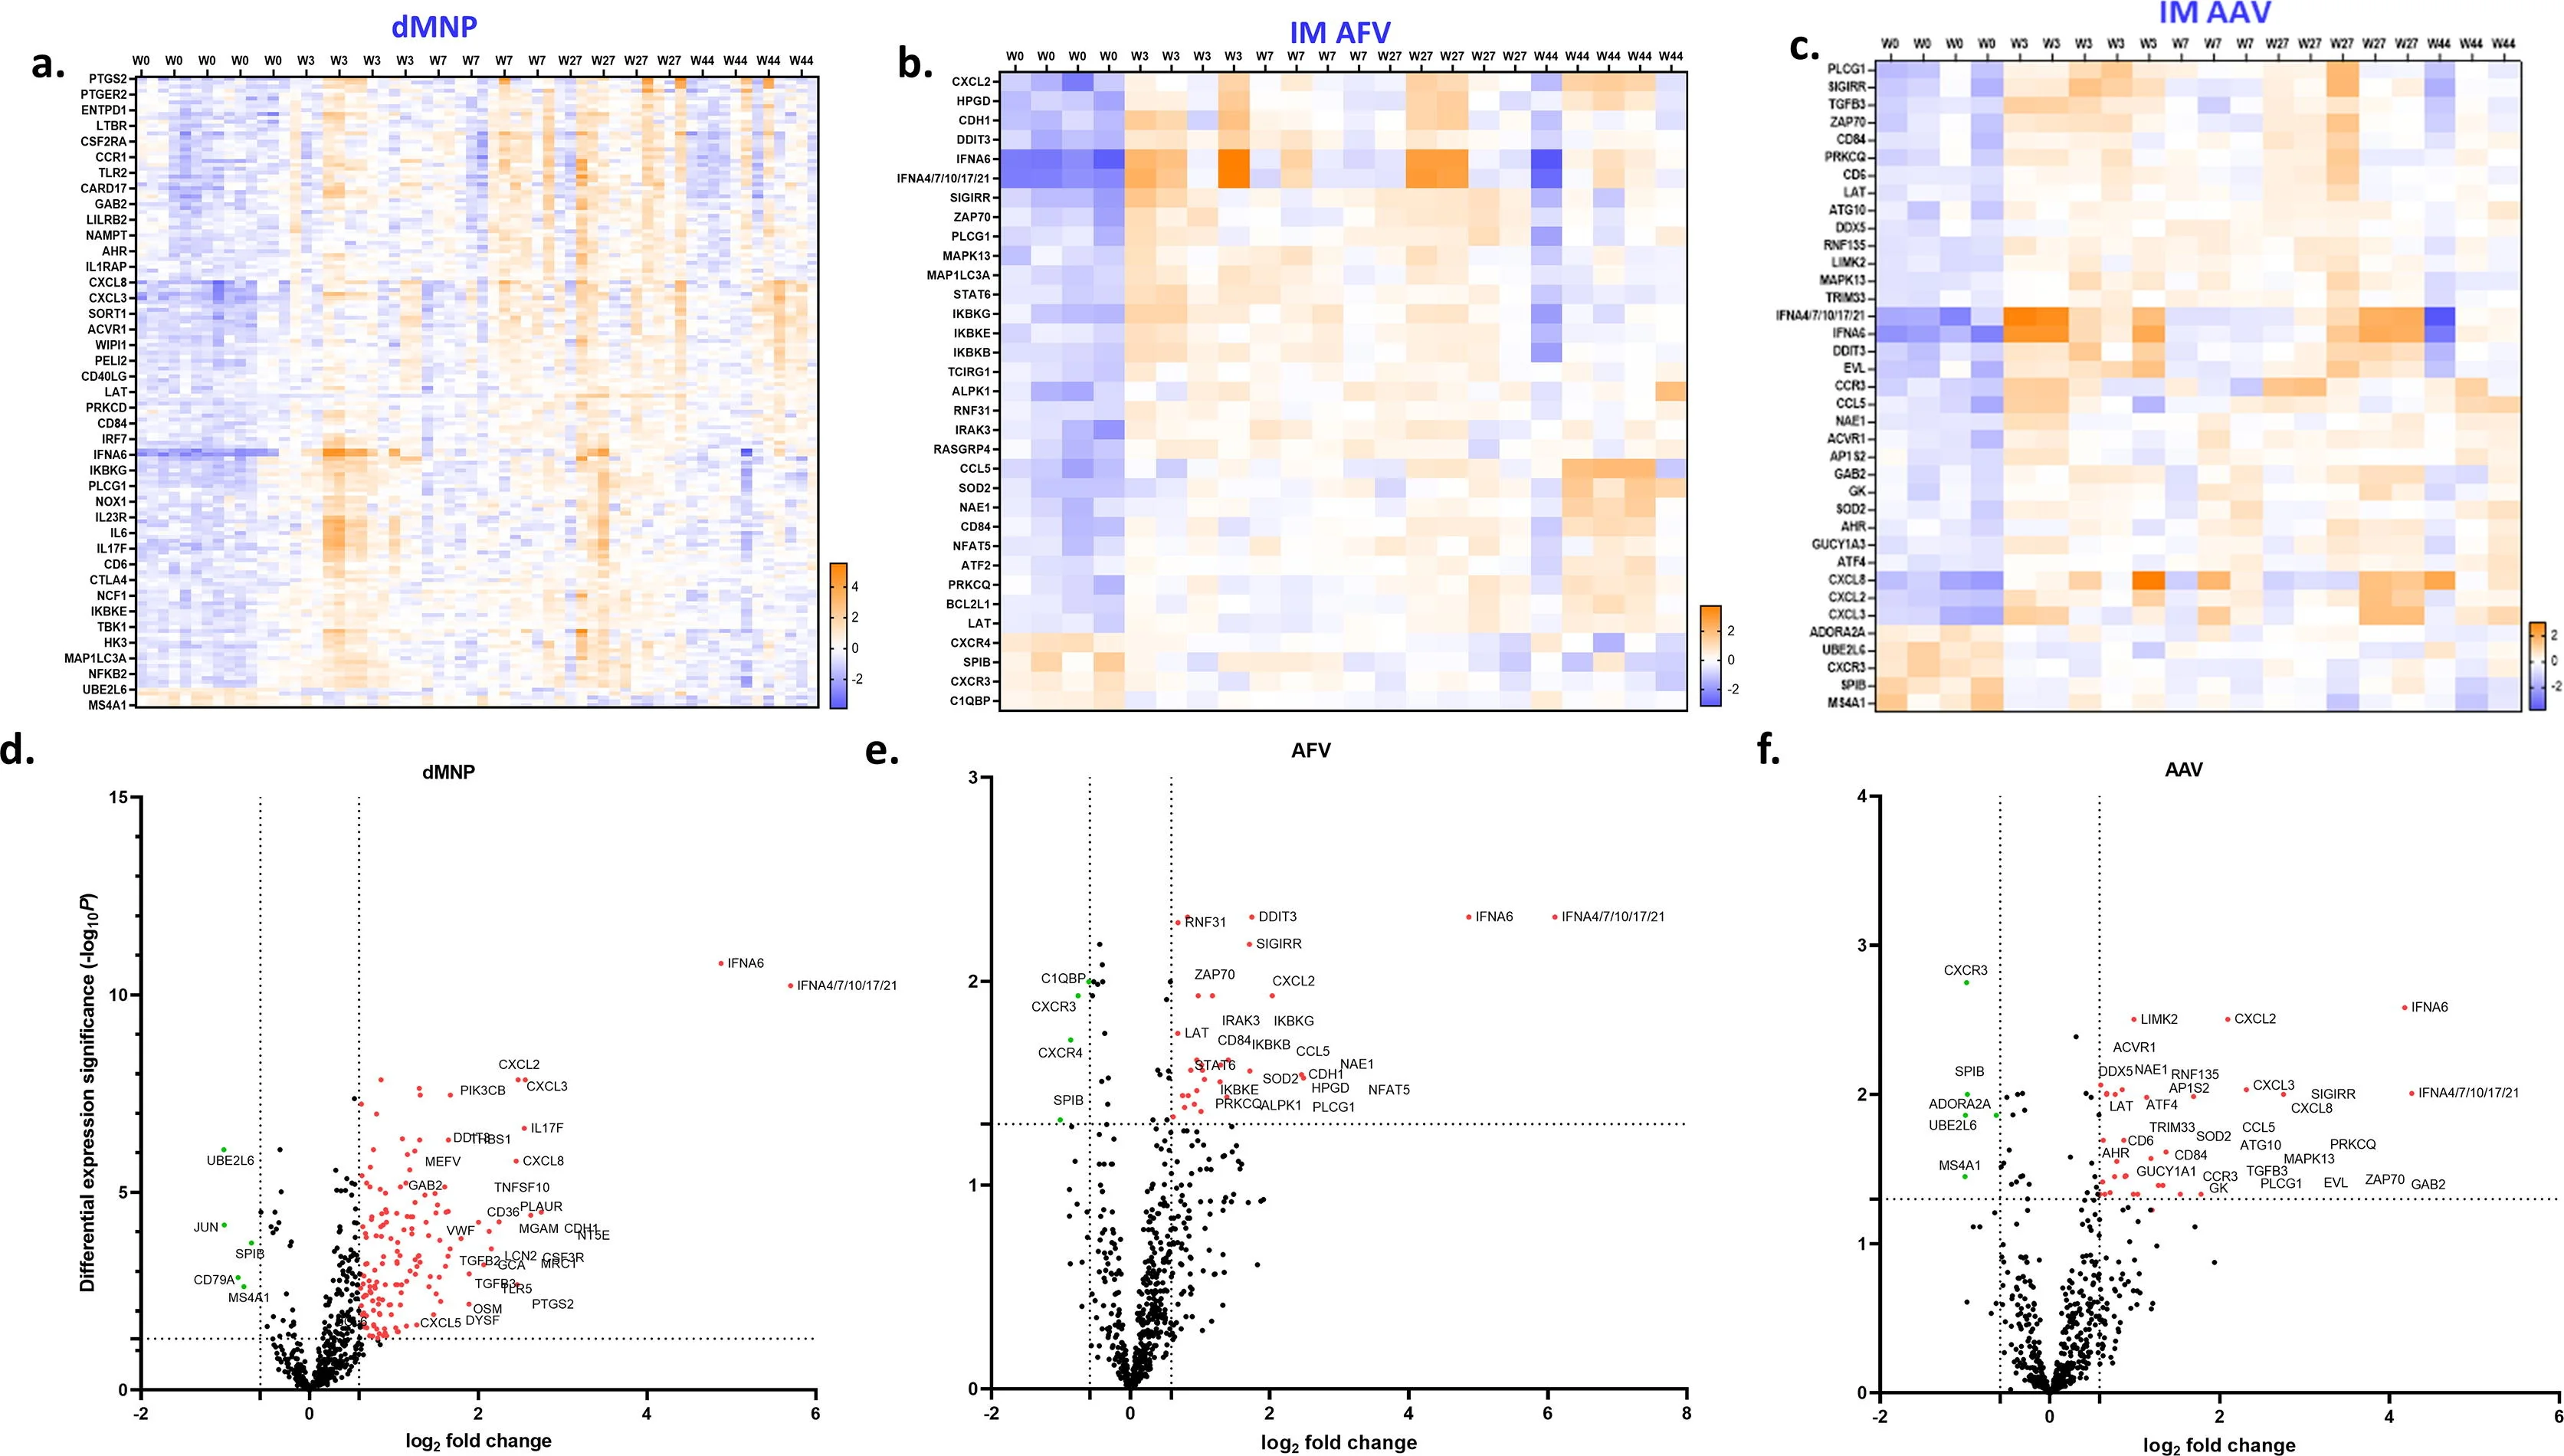 dMNP
IM AFV
IM AAV
a.
W0 W0 W0 W0 W0 W3 W3 W3 W3 W7 W7 W7 W7 W27 W27 W27 W27 W44 W44 W44 W44
PTGS2
PTGER2
ENTPD1
LTBR
CSF2RA
CCR1
TLR2
CARD17
GAB2
LILRB2
NAMPT
AHR
IL1RAP
CXCL8
CXCL3
SORT1
ACVR1
WIPI1
PELI2
CD40LG
LAT
PRKCD
CD84
IRF7
IFNA6
IKBKG
PLCG1
NOX1
IL23R
IL6
IL17F
CD6
CTLA4
NCF1
IKBKE
TBK1
HK3
MAP1LC3A
NFKB2
UBE2L6
MS4A1
4
2
0
-2
b.
W0 W0 W0 W0 W3 W3 W3 W3 W7 W7 W7 W7 W27 W27 W27 W27 W27 W44 W44 W44 W44 W44
CXCL2
HPGD
CDH1
DDIT3
IFNA6
IFNA4/7/10/17/21
SIGIRR
ZAP70
PLCG1
MAPK13
MAP1LC3A
STAT6
IKBKG
IKBKE
IKBKB
TCIRG1
ALPK1
RNF31
IRAK3
RASGRP4
CCL5
SOD2
NAE1
CD84
NFAT5
ATF2
PRKCQ
BCL2L1
LAT
CXCR4
SPIB
CXCR3
C1QBP
2
0
-2
c.
W0 W0 W0 W0 W3 W3 W3 W3 W3 W7 W7 W7 W27 W27 W27 W27 W27 W44 W44 W44
PLCG1
SIGIRR
TGFB3
ZAP70
CD84
PRKCQ
CD6
LAT
ATG10
DDX5
RNF135
LIMK2
MAPK13
TRIM33
IFNA4/7/10/17/21
IFNA6
DDIT3
EVL
CCR3
CCL5
NAE1
ACVR1
AP1S2
GAB2
GK
SOD2
AHR
GUCY1A3
ATF4
CXCL8
CXCL2
CXCL3
ADORA2A
UBE2L6
CXCR3
SPIB
MS4A1
2
0
-2
d.
dMNP
Differential expression significance (-log10P)
15
10
5
0
-2 0 2 4 6
log2 fold change
IFNA6
IFNA4/7/10/17/21
CXCL2
PIK3CB CXCL3
IL17F
DDIT3 THBS1
UBE2L6
MEFV
CXCL8
GAB2
TNFSF10
PLAUR
CD36
JUN
VWF
MGAM CDH1
NT5E
SPIB
TGFB2
LCN2 CSF3R
GCA MRC1
CD79A
TGFB3
TLR5
MS4A1
PTGS2
OSM
CXCL5 DYSF
e.
AFV
3
2
1
0
-2 0 2 4 6 8
log2 fold change
RNF31 DDIT3 IFNA6 IFNA4/7/10/17/21
SIGIRR
C1QBP ZAP70 CXCL2
CXCR3
IRAK3 IKBKG
LAT
CD84 IKBKB
CXCR4 CCL5
STAT6 NAE1
SOD2 CDH1
IKBKE HPGD NFAT5
SPIB PRKCQ ALPK1 PLCG1
f.
AAV
4
3
2
1
0
-2 0 2 4 6
log2 fold change
CXCR3
IFNA6
LIMK2 CXCL2
ACVR1
SPIB DDX5 NAE1 RNF135
AP1S2 CXCL3 SIGIRR IFNA4/7/10/17/21
ADORA2A LAT ATF4 CXCL8
UBE2L6 TRIM33 CCL5
SOD2
CD6 ATG10 PRKCQ
AHR CD84 MAPK13
MS4A1 GUCY1A1 TGFB3
CCR3 PLCG1 EVL ZAP70 GAB2
GK